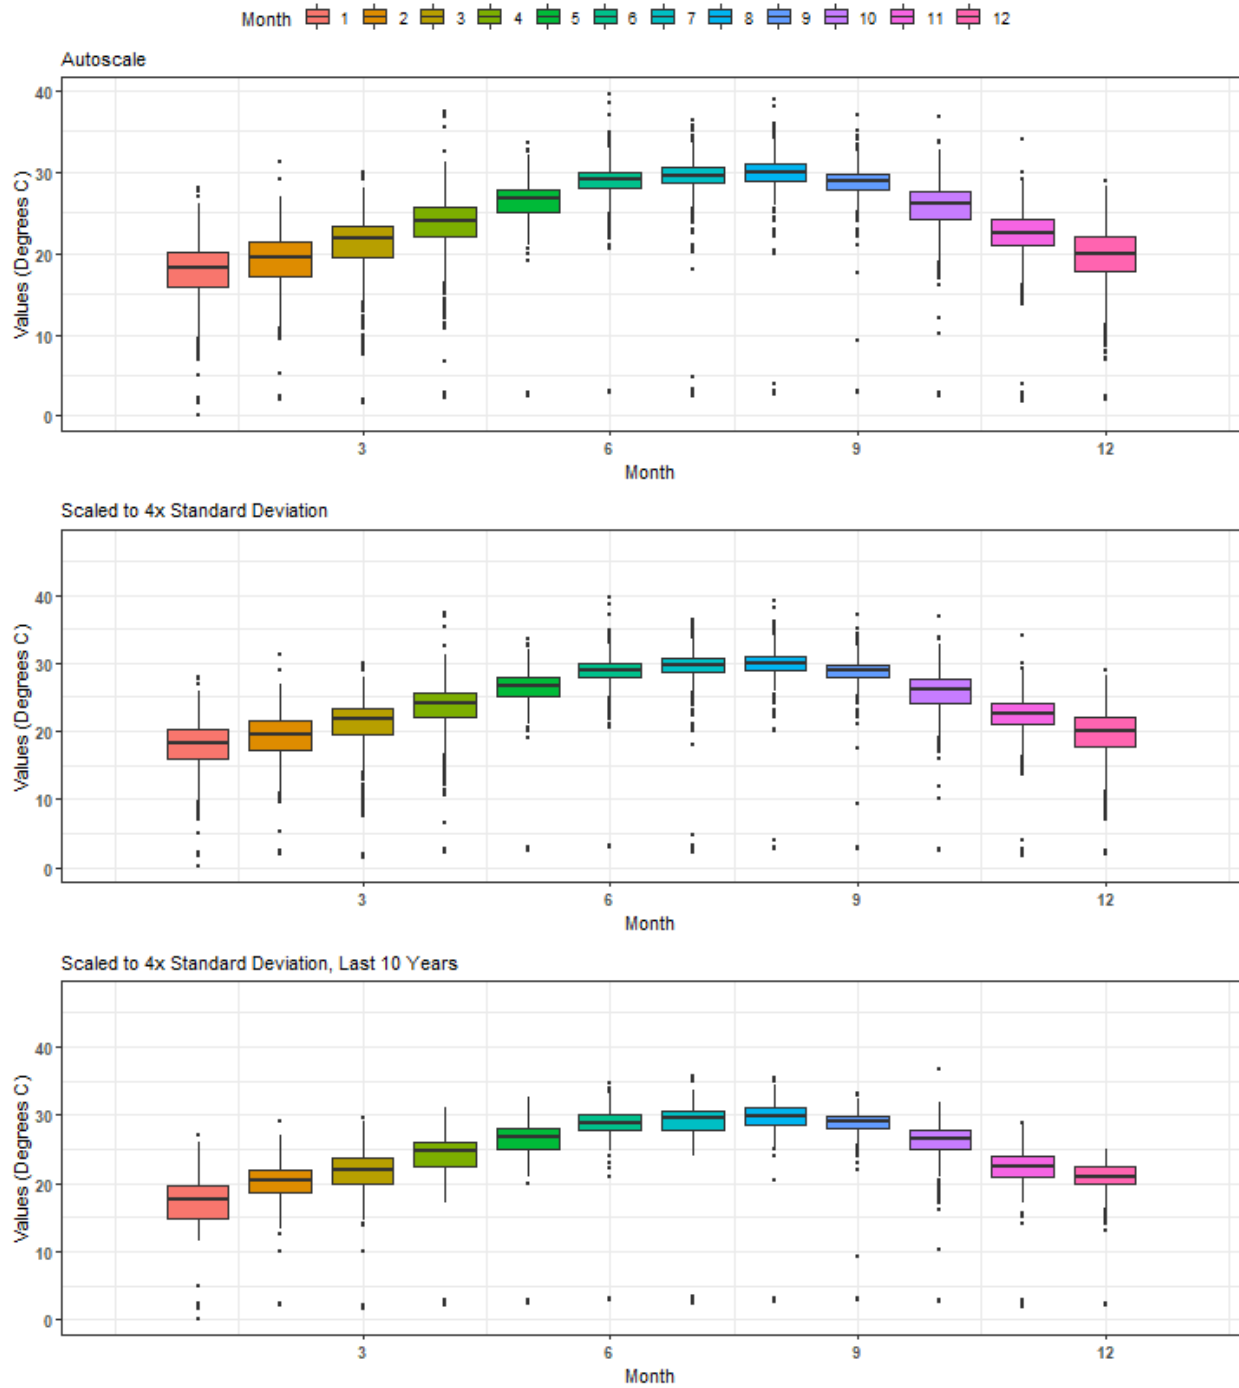 Month 1 2 3 4 5 6 7 8 9 10 11 12
Autoscale
Values (Degrees C)
40
30
20
10
0
3 6 9 12
Month
Scaled to 4x Standard Deviation
Values (Degrees C)
40
30
20
10
0
3 6 9 12
Month
Scaled to 4x Standard Deviation, Last 10 Years
Values (Degrees C)
40
30
20
10
0
3 6 9 12
Month